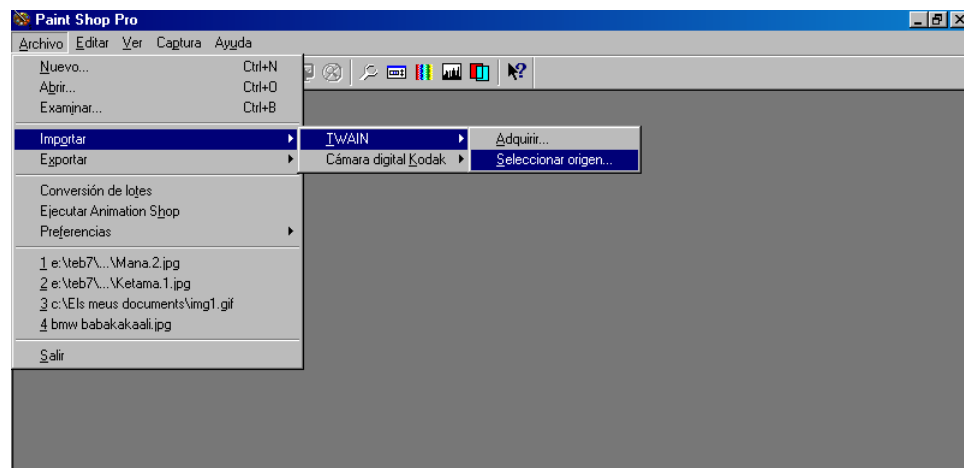 Paint Shop Pro
Archivo Editar Ver Captura Ayuda
Nuevo... Ctrl+N
Abrir... Ctrl+O
Examinar... Ctrl+B
Importar TWAIN Adquirir...
Exportar Cámara digital Kodak Seleccionar origen...
Conversión de lotes
Ejecutar Animation Shop
Preferencias
1 e:\teb7\...\Mana.2.jpg
2 e:\teb7\...\Ketama.1.jpg
3 c:\Els meus documents\img1.gif
4 bmw babakakaali.jpg
Salir